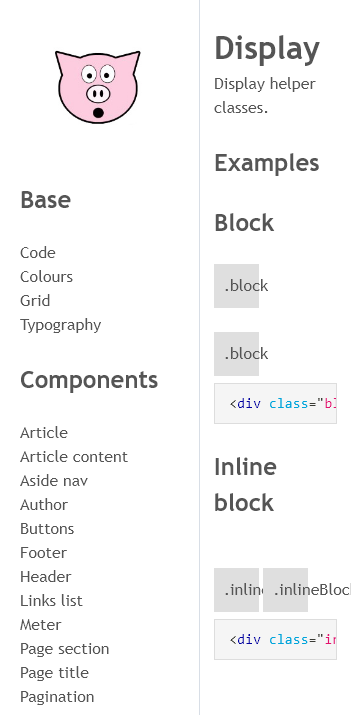 Base
Code
Colours
Grid
Typography
Components
Article
Article content
Aside nav
Author
Buttons
Footer
Header
Links list
Meter
Page section
Page title
Pagination
Display
Display helper
classes.
Examples
Block
.block
.block
<div class="bl
Inline
block
.inline .inlineBlock
<div class="in